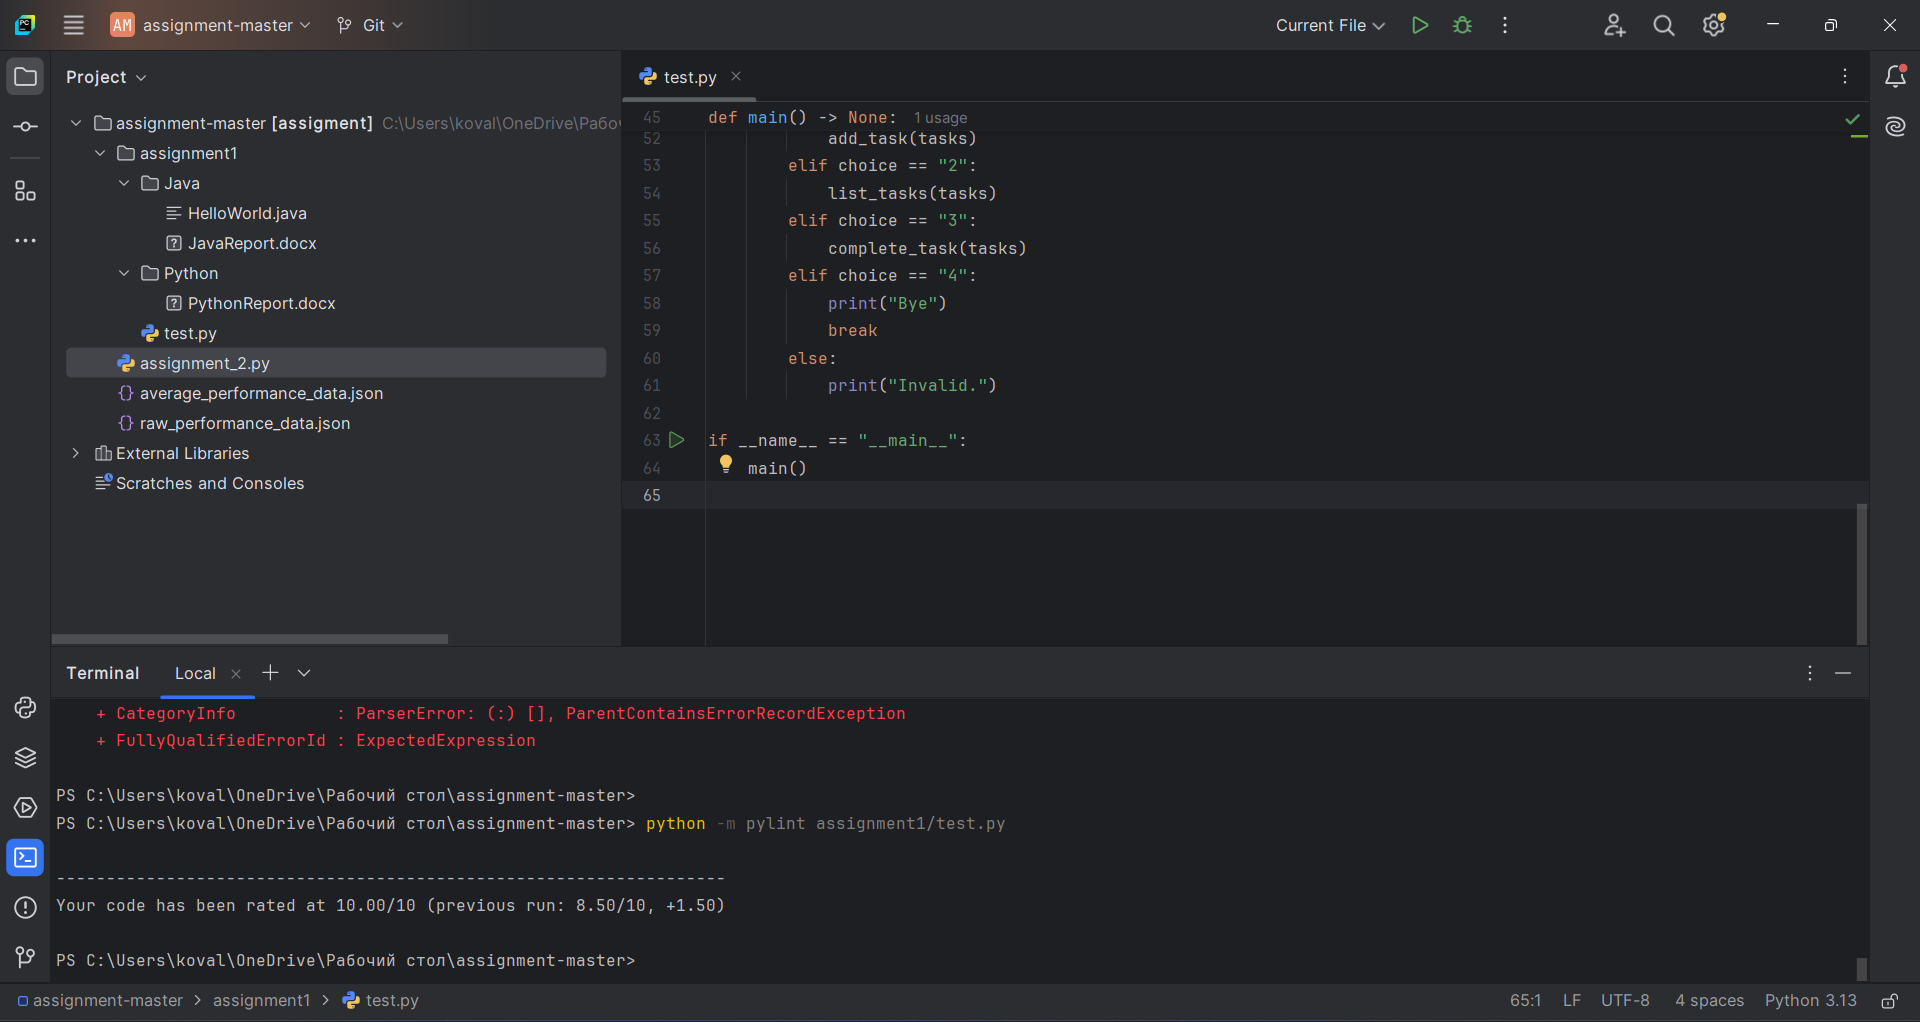 AM assignment-master Git Current File
Project
test.py
assignment-master [assigment] C:\Users\koval\OneDrive\Рабо
assignment1
Java
HelloWorld.java
JavaReport.docx
Python
PythonReport.docx
test.py
assignment_2.py
average_performance_data.json
raw_performance_data.json
External Libraries
Scratches and Consoles
45 def main() -> None: 1 usage
52 add_task(tasks)
53 elif choice == "2":
54 list_tasks(tasks)
55 elif choice == "3":
56 complete_task(tasks)
57 elif choice == "4":
58 print("Bye")
59 break
60 else:
61 print("Invalid.")
62
63 if __name__ == "__main__":
64 main()
65
Terminal Local
+ CategoryInfo : ParserError: (:) [], ParentContainsErrorRecordException
+ FullyQualifiedErrorId : ExpectedExpression
PS C:\Users\koval\OneDrive\Рабочий стол\assignment-master>
PS C:\Users\koval\OneDrive\Рабочий стол\assignment-master> python -m pylint assignment1/test.py
-------------------------------------------------------------------
Your code has been rated at 10.00/10 (previous run: 8.50/10, +1.50)
PS C:\Users\koval\OneDrive\Рабочий стол\assignment-master>
assignment-master > assignment1 > test.py 65:1 LF UTF-8 4 spaces Python 3.13